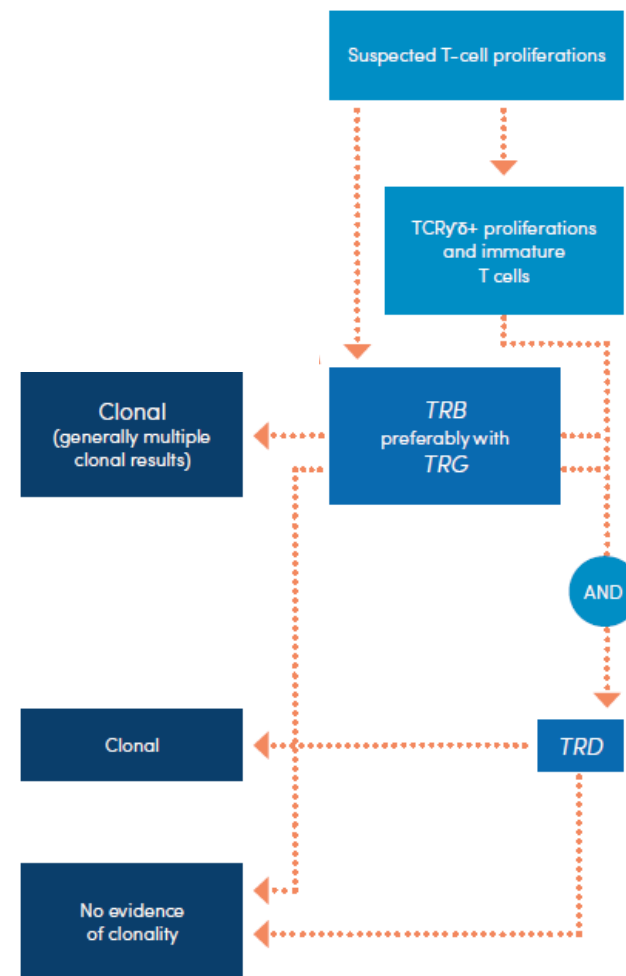 Suspected T-cell proliferations
TCRγδ+ proliferations
and immature
T cells
Clonal
(generally multiple
clonal results)
TRB
preferably with
TRG
AND
Clonal
TRD
No evidence
of clonality